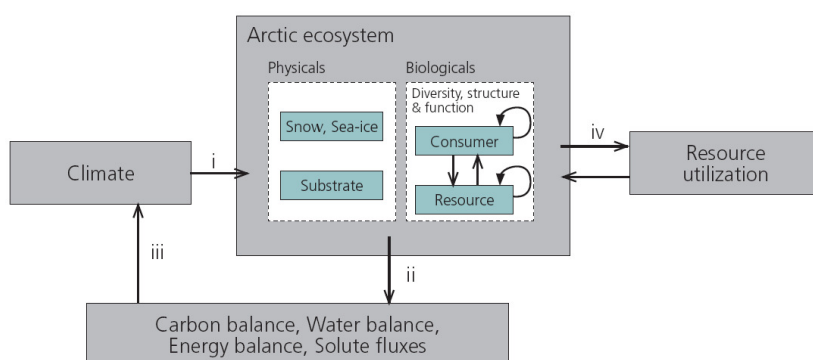 Arctic ecosystem
Physicals
Biologicals
Diversity, structure
& function
Snow, Sea-ice
Consumer
Substrate
Resource
Climate
i
iv
Resource
utilization
iii
ii
Carbon balance, Water balance,
Energy balance, Solute fluxes